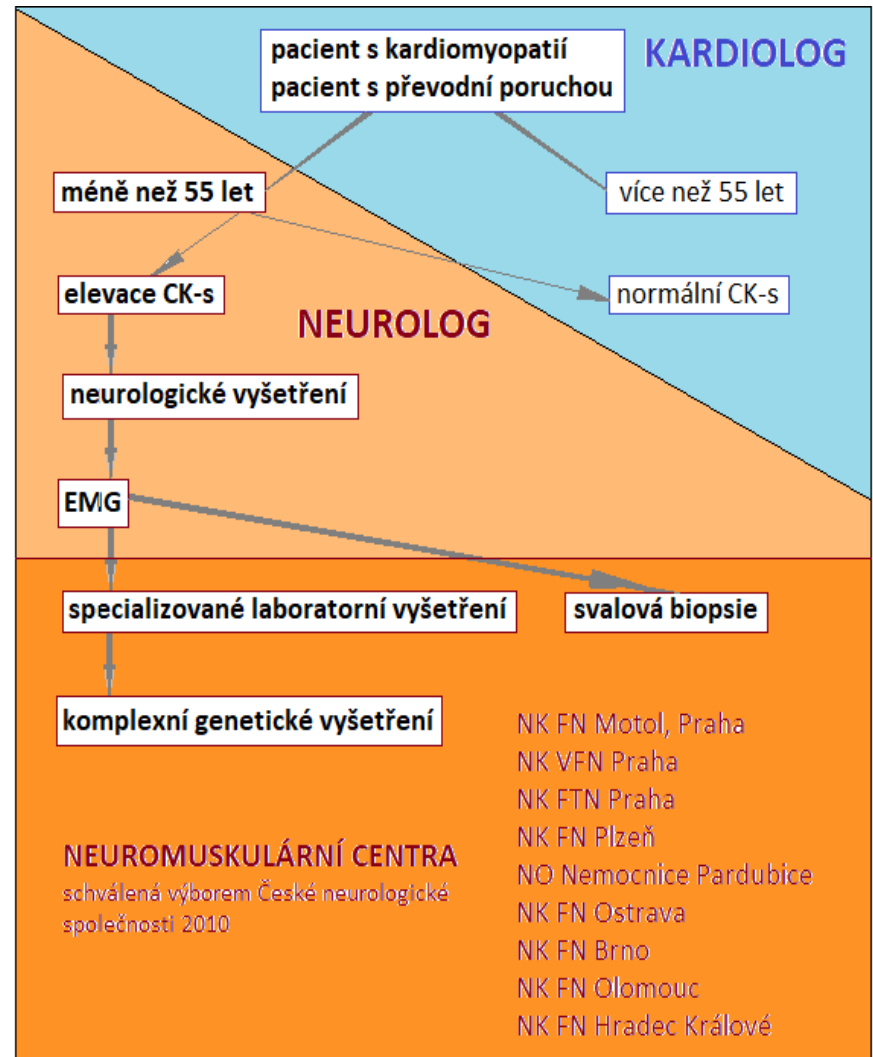 pacient s kardiomyopatií
pacient s převodní poruchou
KARDIOLOG
méně než 55 let
více než 55 let
elevace CK-s
normální CK-s
NEUROLOG
neurologické vyšetření
EMG
specializované laboratorní vyšetření
svalová biopsie
komplexní genetické vyšetření
NEUROMUSKULÁRNÍ CENTRA
schválená výborem České neurologické
společnosti 2010
NK FN Motol, Praha
NK VFN Praha
NK FTN Praha
NK FN Plzeň
NO Nemocnice Pardubice
NK FN Ostrava
NK FN Brno
NK FN Olomouc
NK FN Hradec Králové